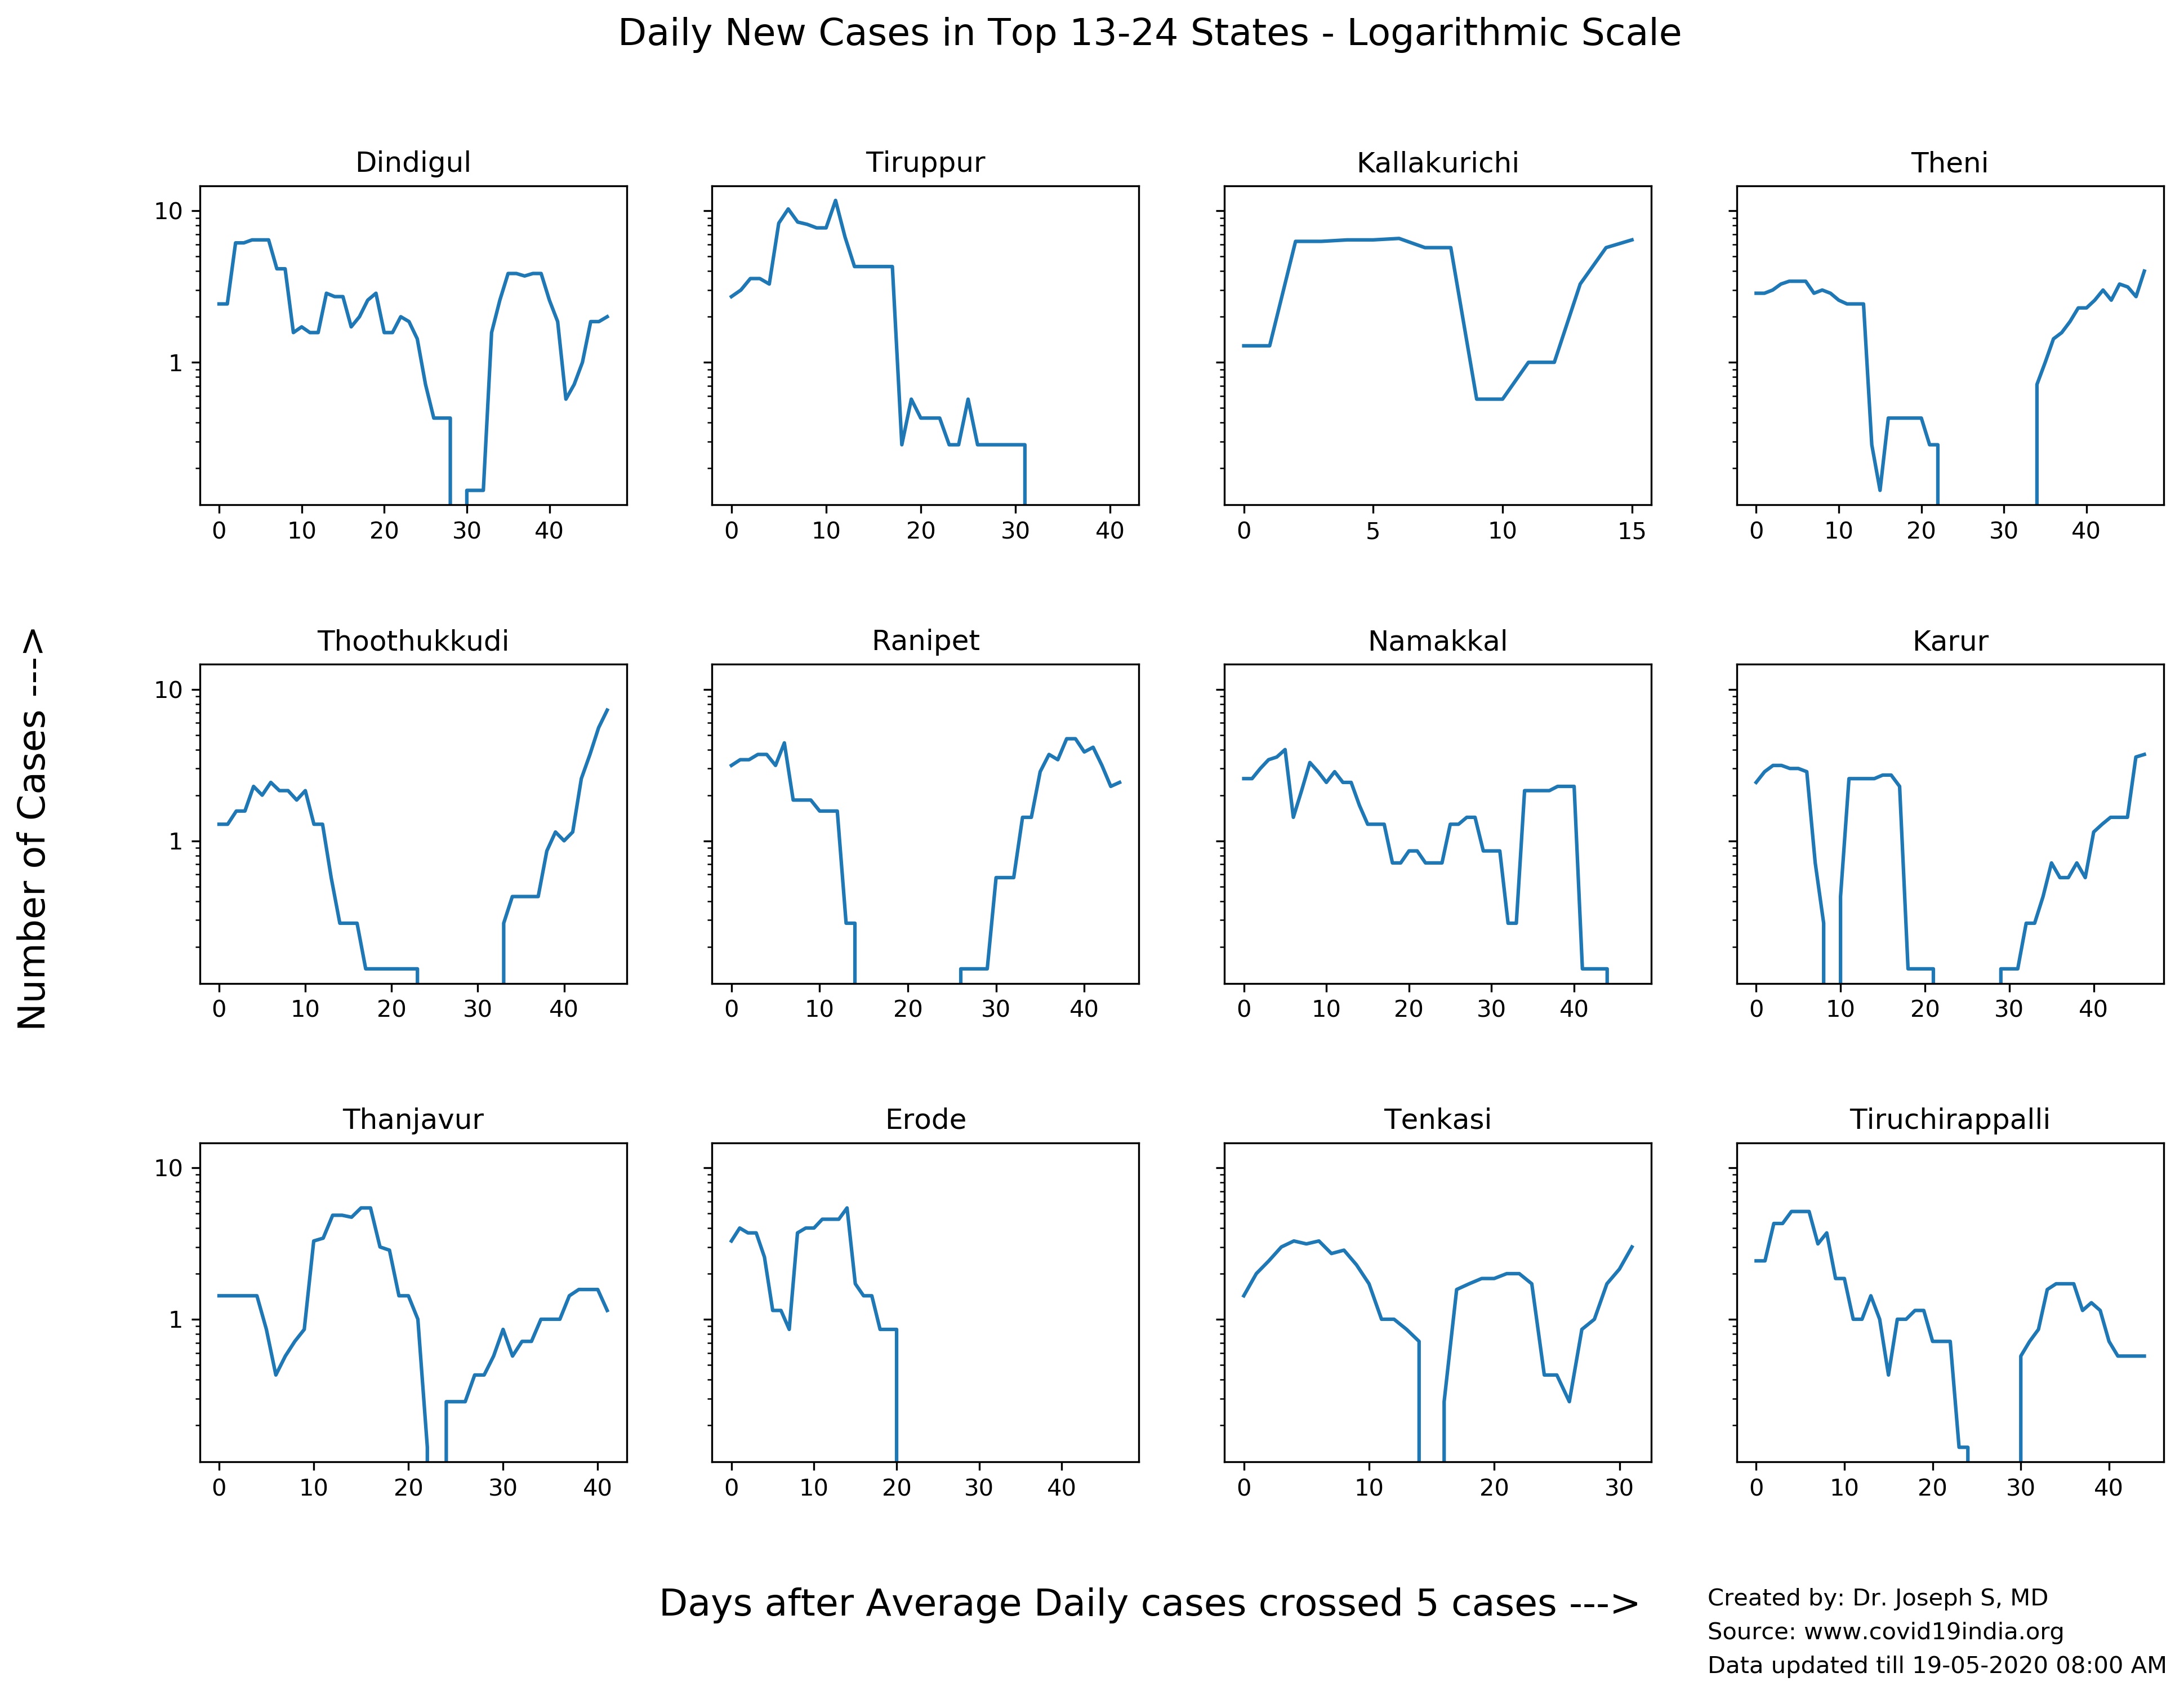 Daily New Cases in Top 13-24 States - Logarithmic Scale
Dindigul
Tiruppur
Kallakurichi
Theni
10
1
0 10 20 30 40
0 10 20 30 40
0 5 10 15
0 10 20 30 40
Number of Cases --->
Thoothukkudi
Ranipet
Namakkal
Karur
10
1
0 10 20 30 40
0 10 20 30 40
0 10 20 30 40
0 10 20 30 40
Thanjavur
Erode
Tenkasi
Tiruchirappalli
10
1
0 10 20 30 40
0 10 20 30 40
0 10 20 30
0 10 20 30 40
Days after Average Daily cases crossed 5 cases --->
Created by: Dr. Joseph S, MD
Source: www.covid19india.org
Data updated till 19-05-2020 08:00 AM